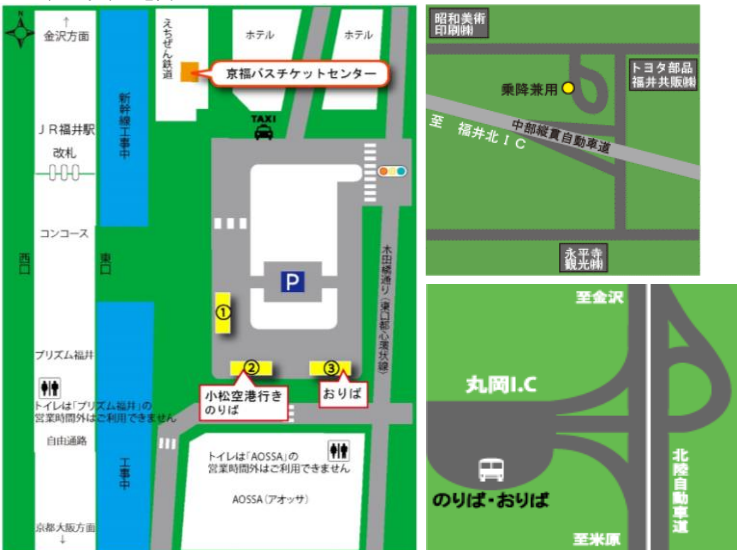 N
↑
金沢方面
えちぜん鉄道
ホテル
ホテル
京福バスチケットセンター
新幹線工事中
TAXI
JR福井駅
改札
コンコース
西口
東口
木田橋通り(東口都心環状線)
P
①
②
③
小松空港行き
のりば
おりば
プリズム福井
トイレは「プリズム福井」の
営業時間外はご利用できません
自由通路
工事中
トイレは「AOSSA」の
営業時間外はご利用できません
AOSSA(アオッサ)
京都大阪方面
↓
昭和美術
印刷㈱
トヨタ部品
福井共販㈱
乗降兼用
至 福井北IC
中部縦貫自動車道
永平寺
観光㈱
至金沢
丸岡I.C
北陸自動車道
のりば・おりば
至米原